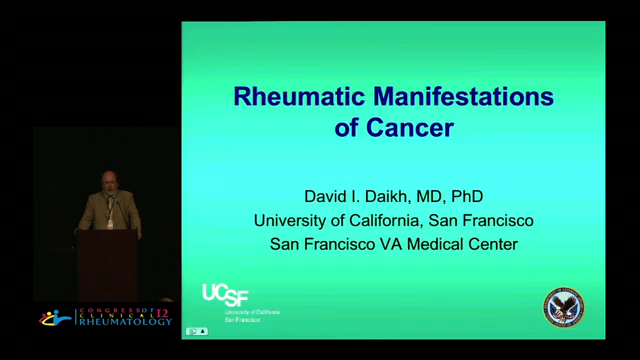 Rheumatic Manifestations
of Cancer
David I. Daikh, MD, PhD
University of California, San Francisco
San Francisco VA Medical Center
UCSF
University of California
San Francisco
CONGRESS OF 12
CLINICAL
RHEUMATOLOGY